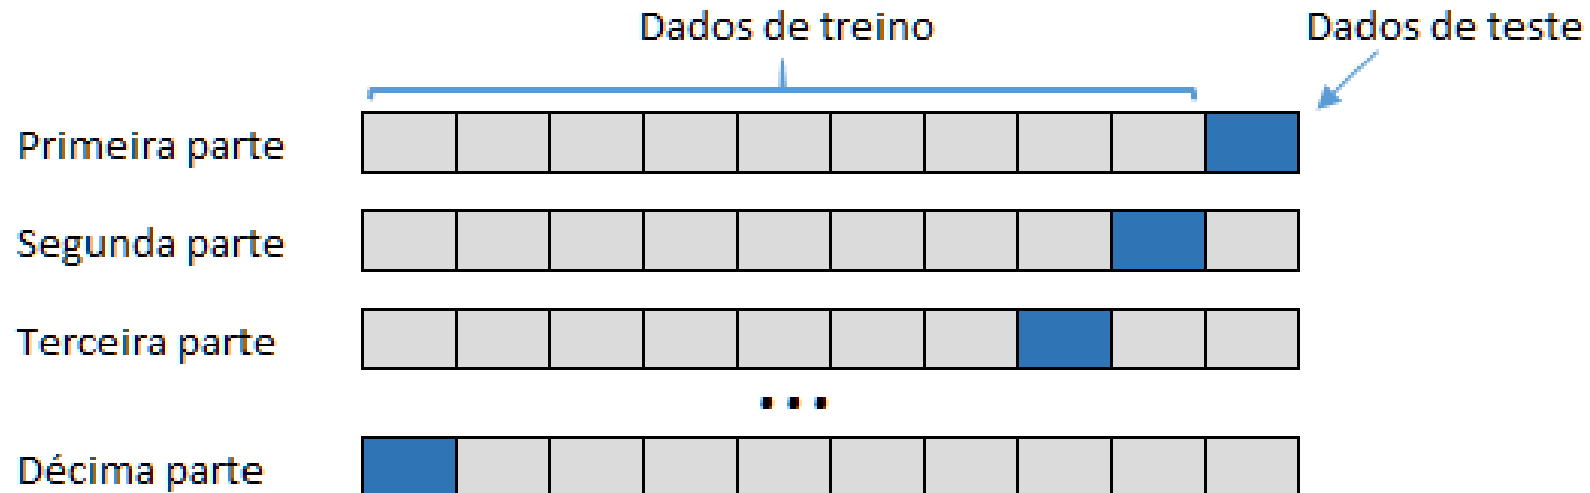 Dados de treino
Dados de teste
Primeira parte
Segunda parte
Terceira parte
...
Décima parte